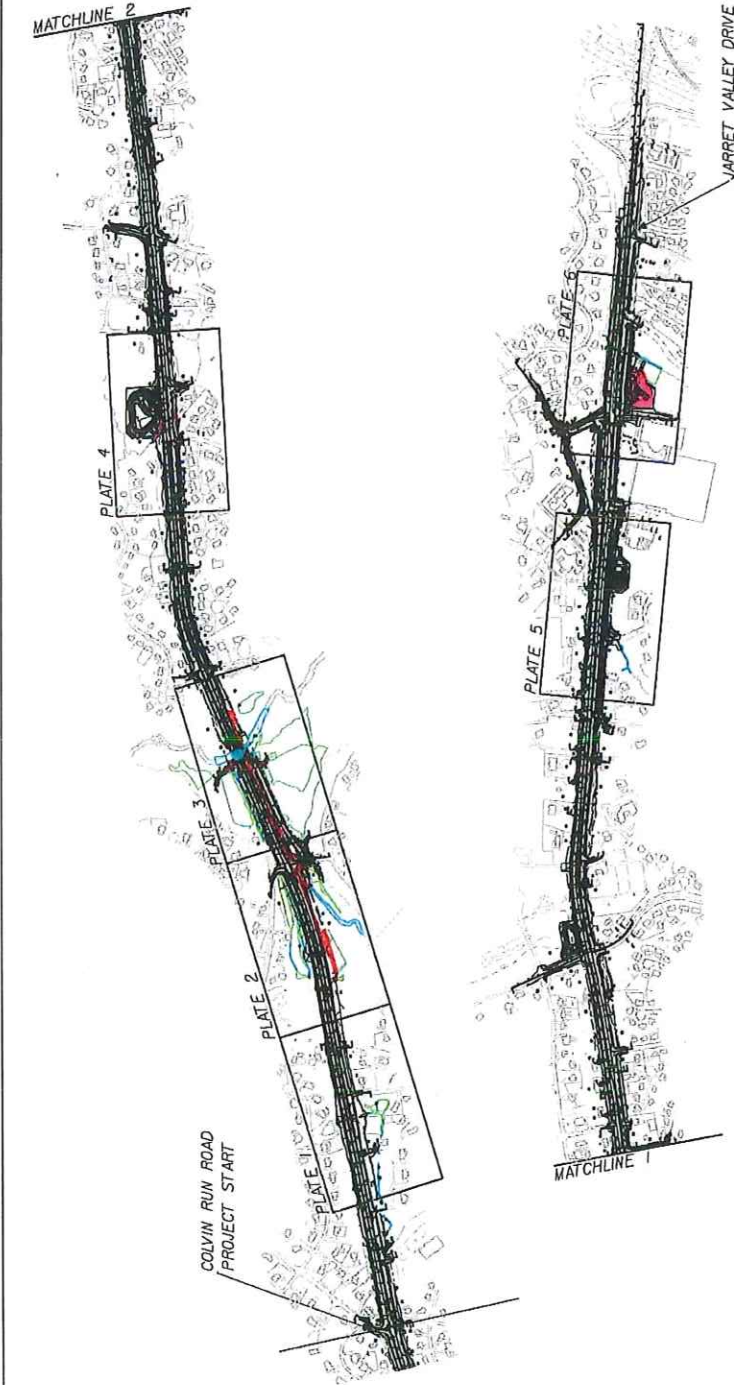 MATCHLINE 2
PLATE 4
PLATE 3
PLATE 2
PLATE 1
COLVIN RUN ROAD
PROJECT START
JARRET VALLEY DRIVE
PLATE 6
PLATE 5
MATCHLINE 1